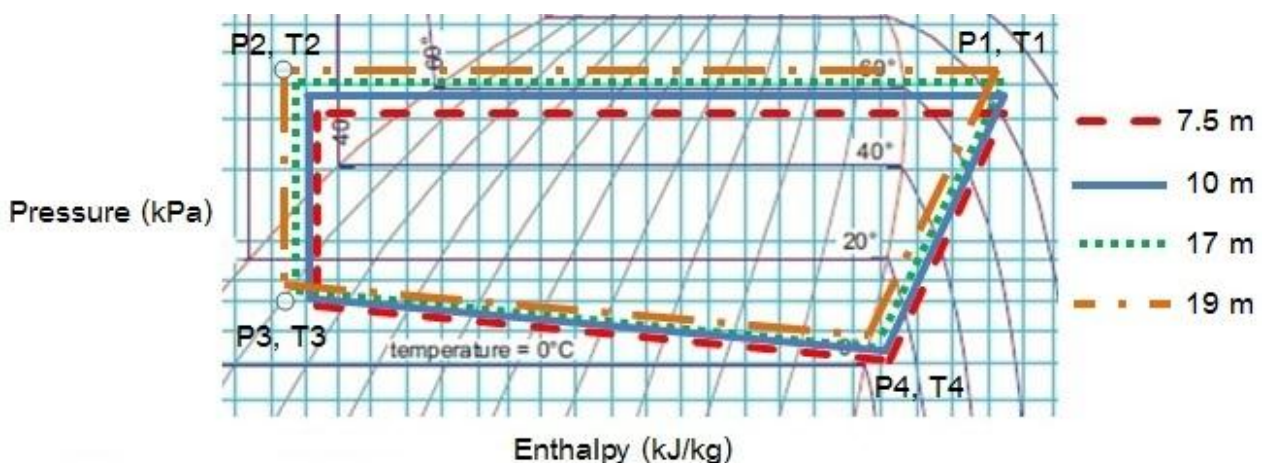 P2, T2
P1, T1
60°
60°
7.5 m
40
40°
10 m
Pressure (kPa)
20°
17 m
19 m
P3, T3
temperature = 0°C
0°
P4, T4
Enthalpy (kJ/kg)